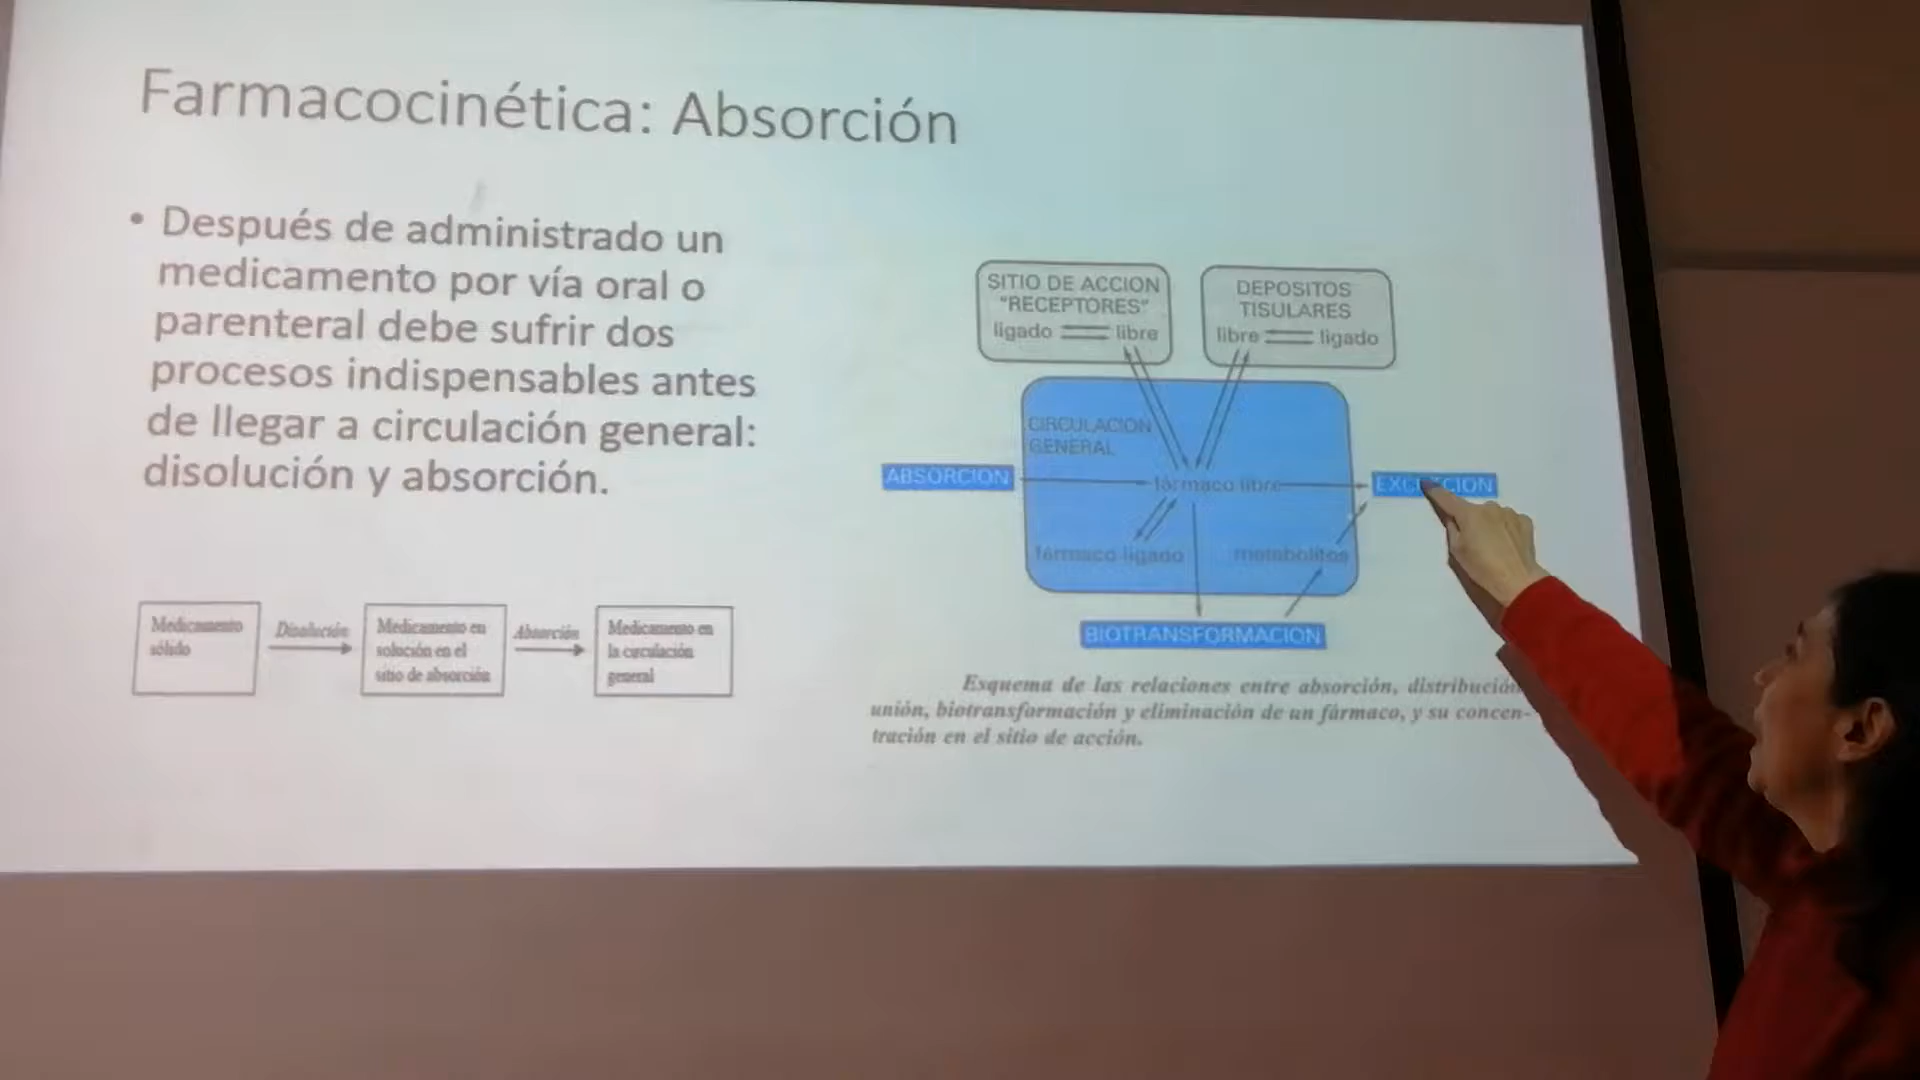 Farmacocinética: Absorción
• Después de administrado un
medicamento por vía oral o
parenteral debe sufrir dos
procesos indispensables antes
de llegar a circulación general:
disolución y absorción.
Medicamento
sólido
Disolución
Medicamento en
solución en el
sitio de absorción
Absorción
Medicamento en
la circulación
general
SITIO DE ACCION
"RECEPTORES"
ligado libre
DEPOSITOS
TISULARES
libre ligado
CIRCULACION
GENERAL
ABSORCION
fármaco libre
fármaco ligado
metabolitos
BIOTRANSFORMACION
Esquema de las relaciones entre absorción, distribución
unión, biotransformación y eliminación de un fármaco, y su concen-
tración en el sitio de acción.